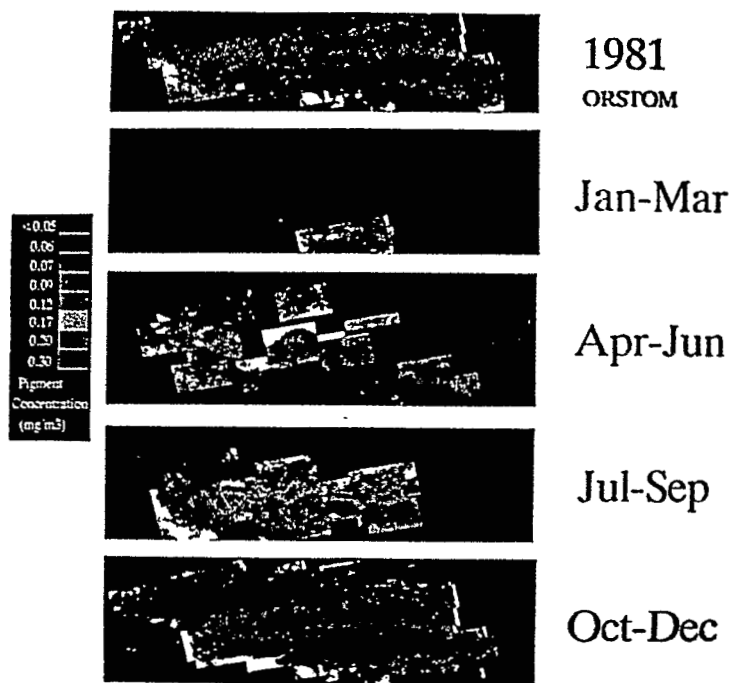 1981
ORSTOM
Jan-Mar
<0.05
0.06
0.07
0.09
0.13
0.17
0.20
0.30
Pigment
Concentration
(mg/m3)
Apr-Jun
Jul-Sep
Oct-Dec